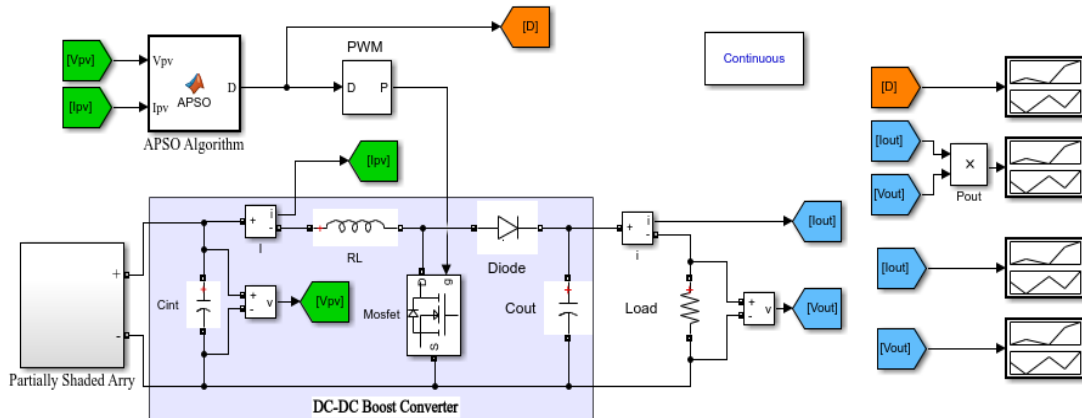 [D]
PWM
[Vpv]
Vpv
[Ipv]
Ipv
APSO
D
D
P
APSO Algorithm
Continuous
[D]
[Iout]
[Vout]
×
Pout
[Ipv]
+
i
-
I
RL
Diode
+
i
-
i
[Iout]
[Iout]
+
-
Partially Shaded Arry
Cint
+
v
-
[Vpv]
D
g
Mosfet
S
Cout
Load
+
v
-
[Vout]
[Vout]
DC-DC Boost Converter